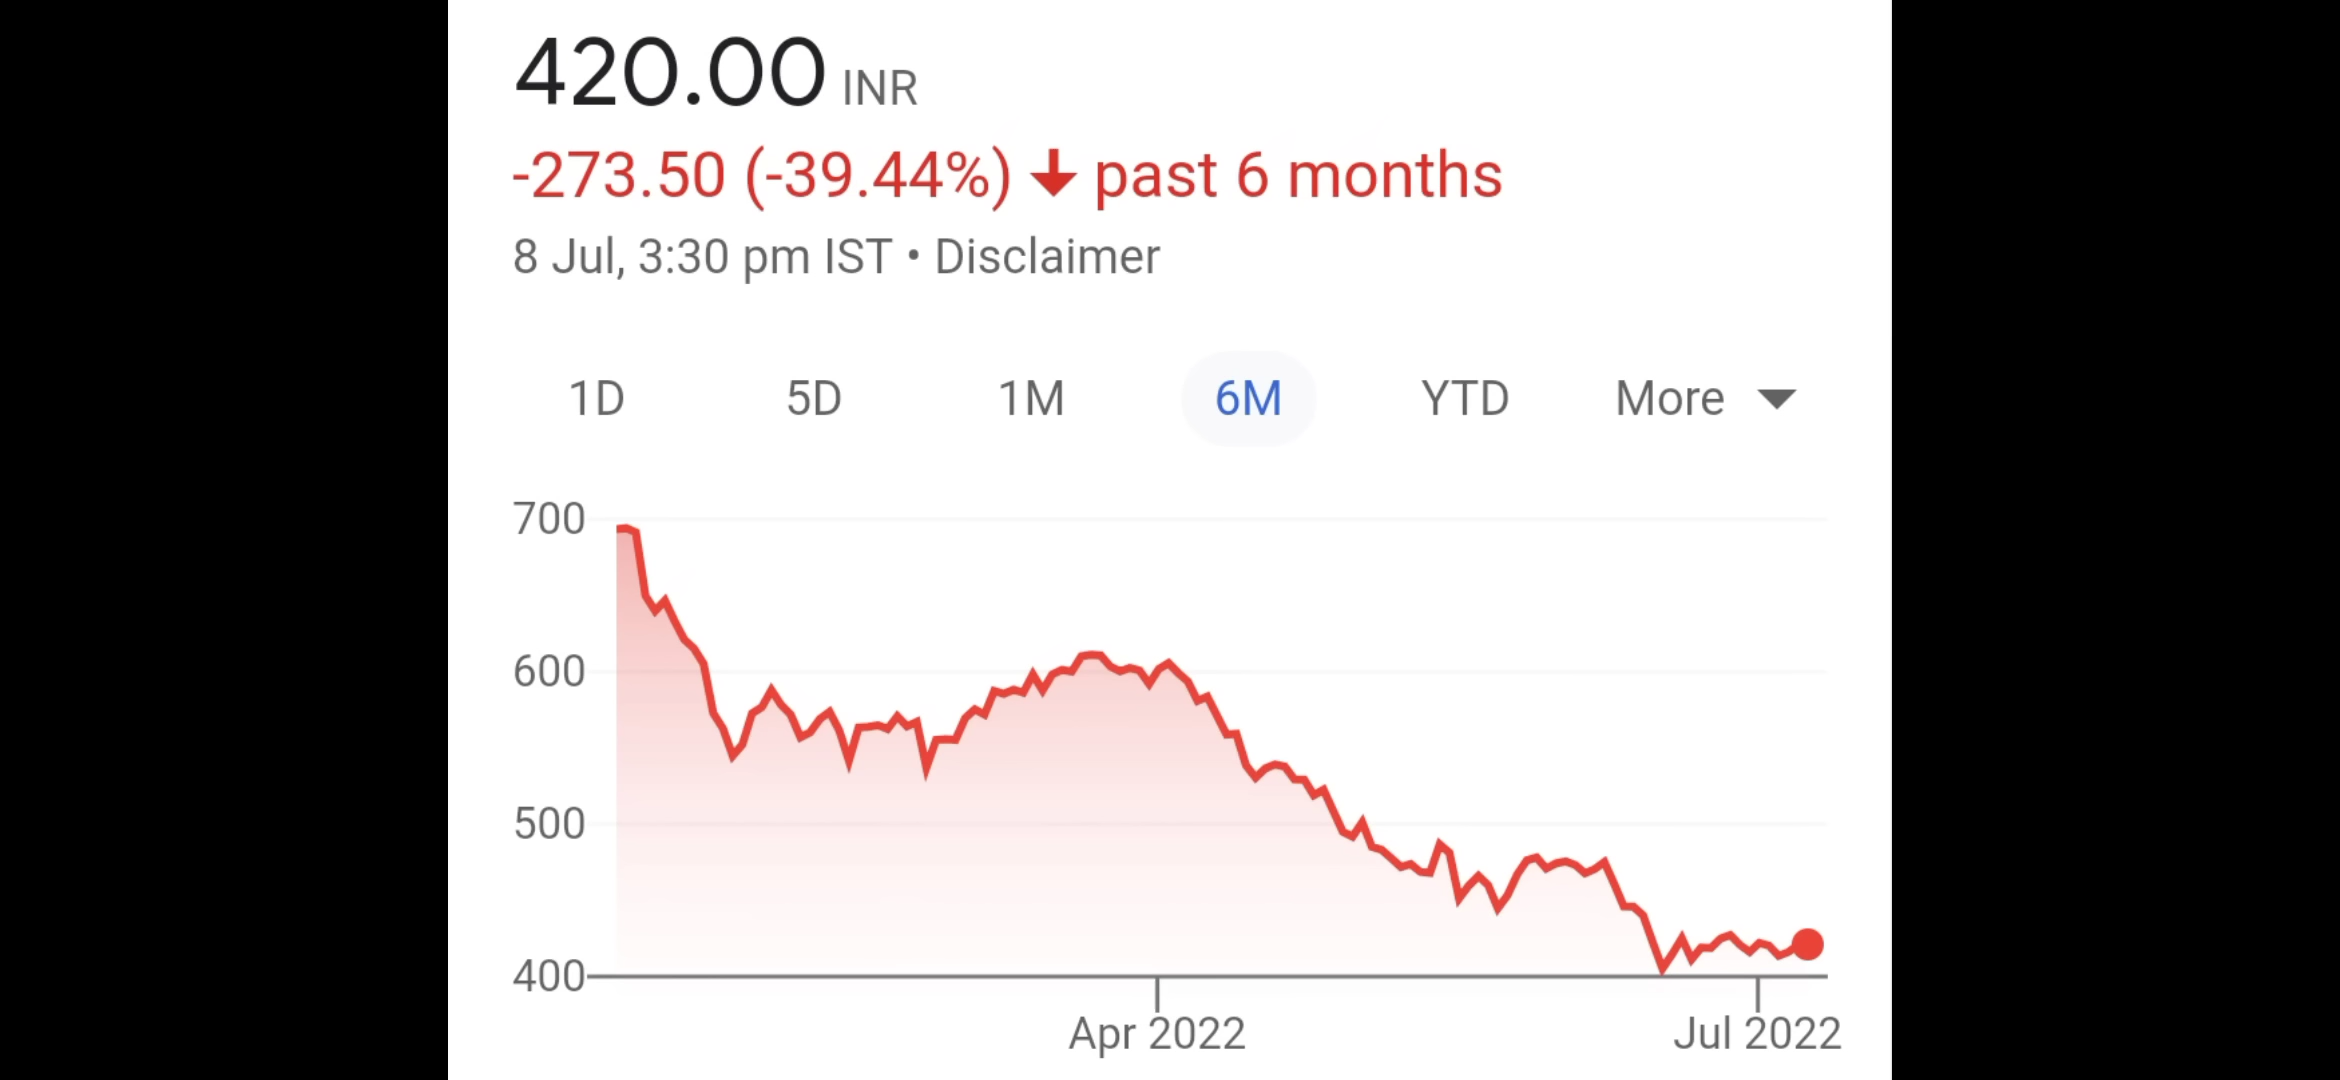 420.00 INR
-273.50 (-39.44%) ↓ past 6 months
8 Jul, 3:30 pm IST • Disclaimer
1D 5D 1M 6M YTD More
700
600
500
400
Apr 2022 Jul 2022